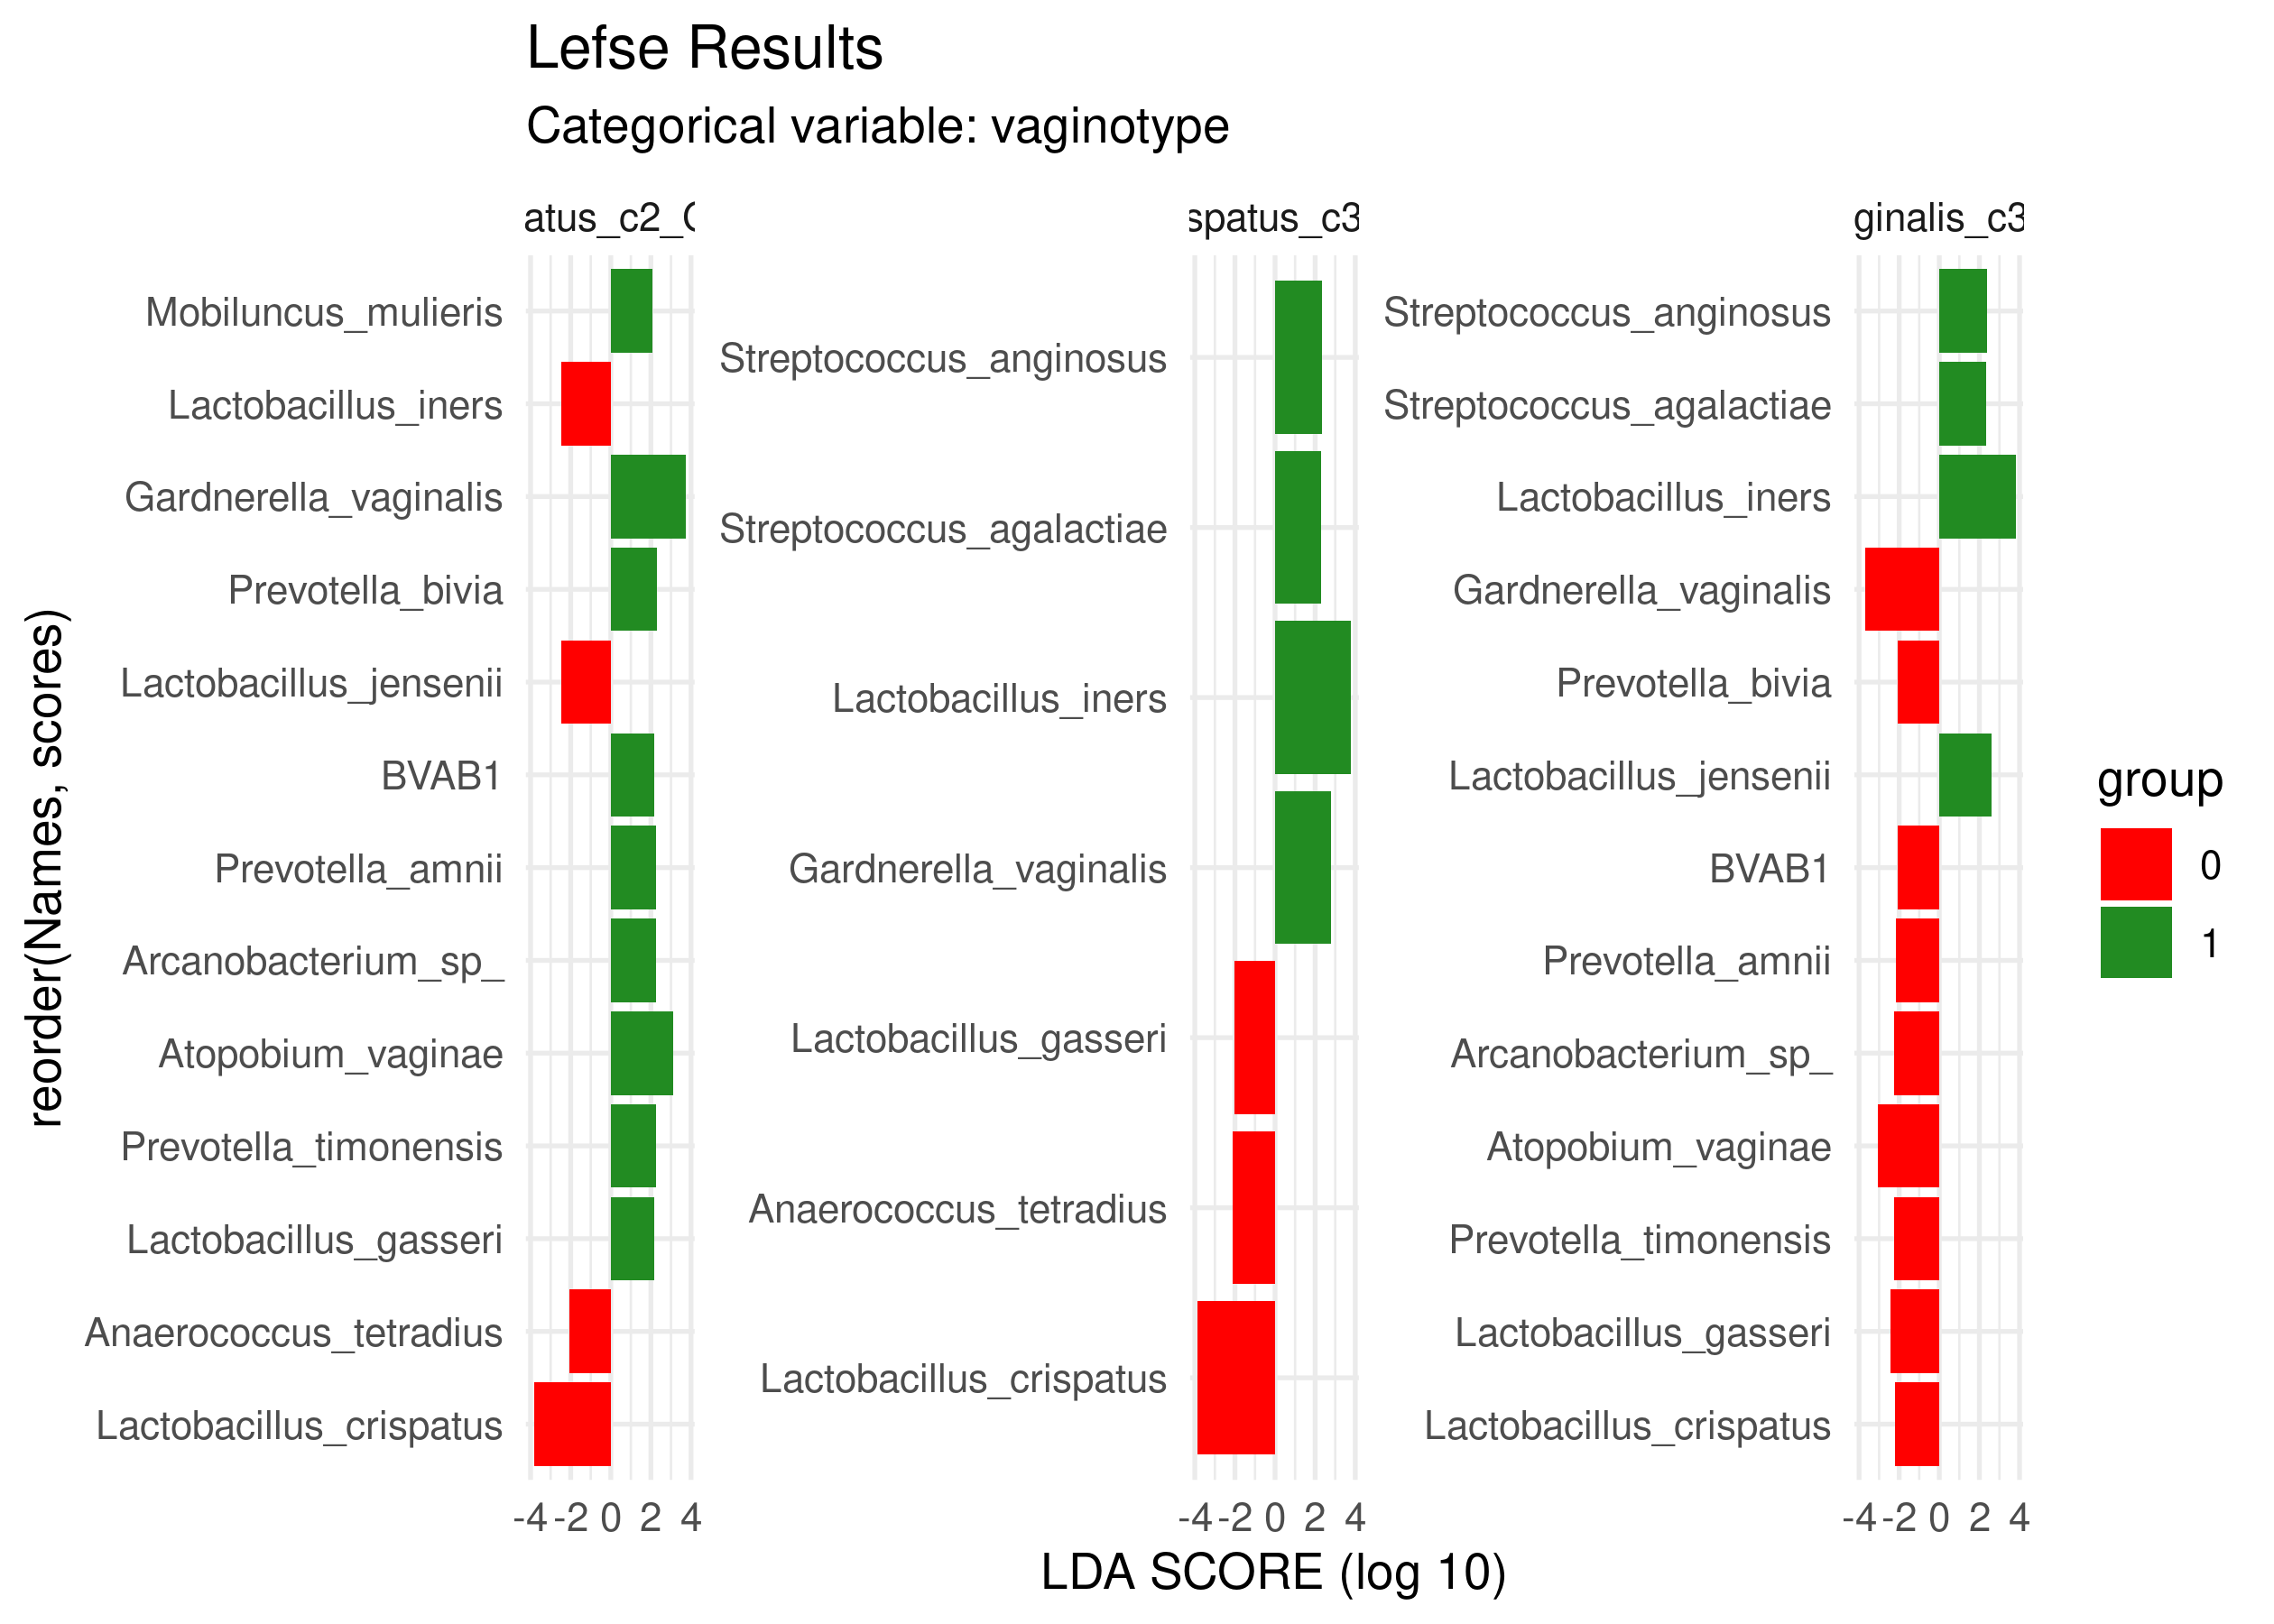 Lefse Results
Categorical variable: vaginotype
atus_c2_
Mobiluncus_mulieris
Lactobacillus_iners
Gardnerella_vaginalis
Prevotella_bivia
Lactobacillus_jensenii
BVAB1
Prevotella_amnii
Arcanobacterium_sp_
Atopobium_vaginae
Prevotella_timonensis
Lactobacillus_gasseri
Anaerococcus_tetradius
Lactobacillus_crispatus
-4 -2 0 2 4
spatus_c3
Streptococcus_anginosus
Streptococcus_agalactiae
Lactobacillus_iners
Gardnerella_vaginalis
Lactobacillus_gasseri
Anaerococcus_tetradius
Lactobacillus_crispatus
-4 -2 0 2 4
ginalis_c3
Streptococcus_anginosus
Streptococcus_agalactiae
Lactobacillus_iners
Gardnerella_vaginalis
Prevotella_bivia
Lactobacillus_jensenii
BVAB1
Prevotella_amnii
Arcanobacterium_sp_
Atopobium_vaginae
Prevotella_timonensis
Lactobacillus_gasseri
Lactobacillus_crispatus
-4 -2 0 2 4
reorder(Names, scores)
LDA SCORE (log 10)
group
0
1